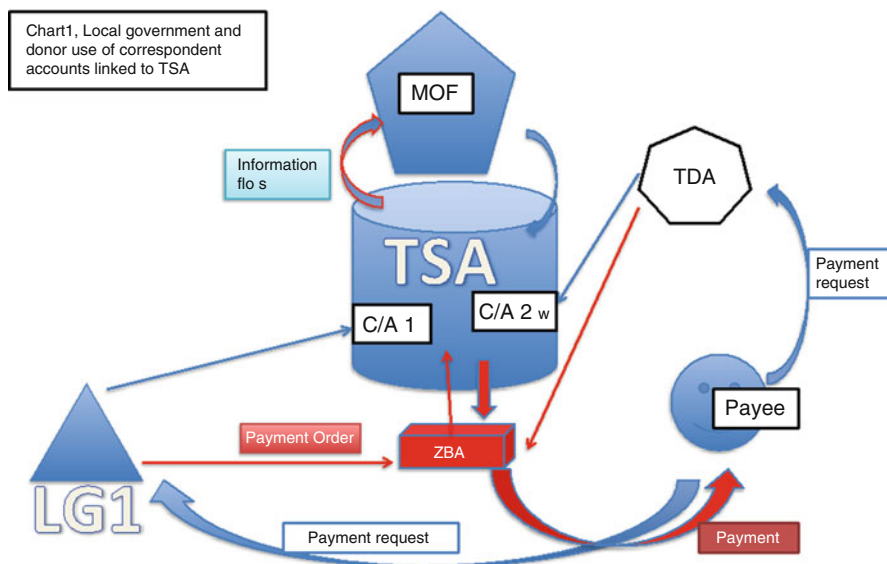 Chart1, Local government and
donor use of correspondent
accounts linked to TSA
MOF
Information
flo s
TDA
TSA
Payment
request
C/A 1
C/A 2 w
Payee
Payment Order
ZBA
LG1
Payment request
Payment